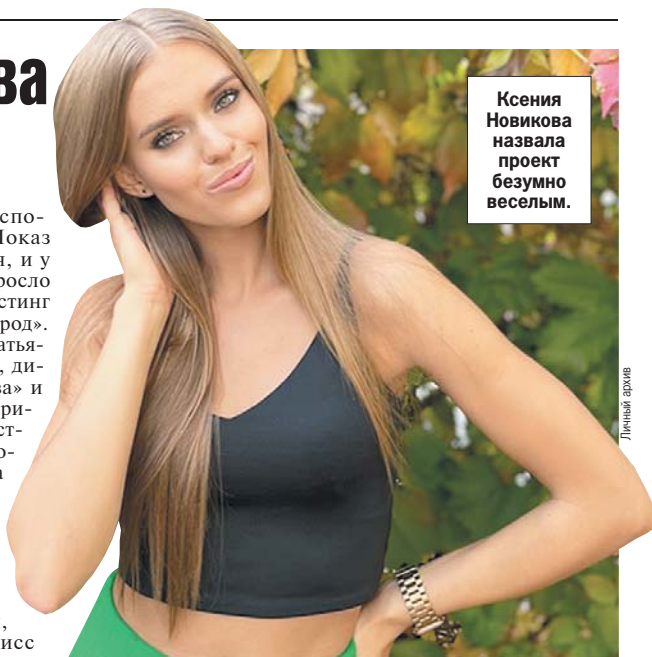 ва
спо-
Показ
я, и у
росло
стинг
род».
атья-
, ди-
ва» и
ри-
ст-
о-
а
,
исс
Ксения
Новикова
назвала
проект
безумно
веселым.
Личный архив